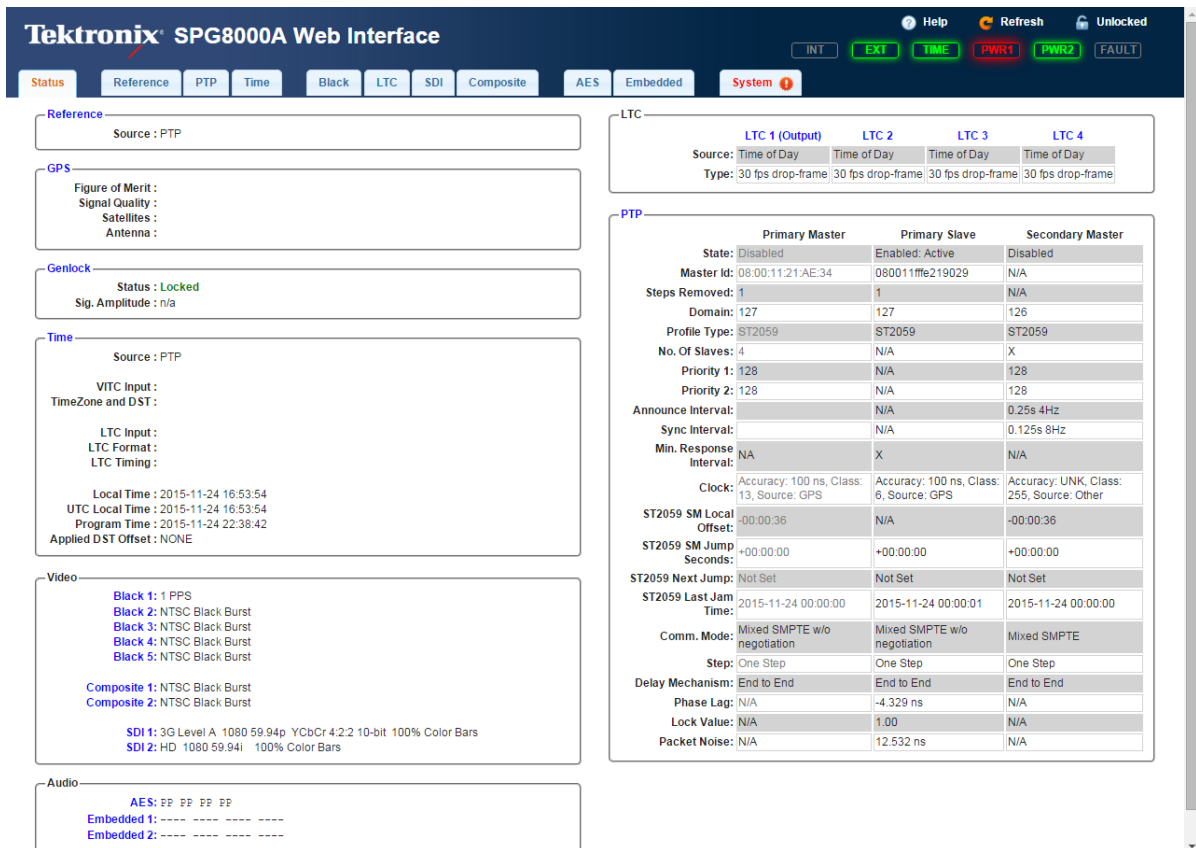 Tektronix SPG8000A Web Interface
Help Refresh Unlocked
INT EXT TIME PWR1 PWR2 FAULT
Status Reference PTP Time Black LTC SDI Composite AES Embedded System
Reference
Source : PTP
GPS
Figure of Merit :
Signal Quality :
Satellites :
Antenna :
Genlock
Status : Locked
Sig. Amplitude : n/a
Time
Source : PTP
VITC Input :
TimeZone and DST :
LTC Input :
LTC Format :
LTC Timing :
Local Time : 2015-11-24 16:53:54
UTC Local Time : 2015-11-24 16:53:54
Program Time : 2015-11-24 22:38:42
Applied DST Offset : NONE
Video
Black 1: 1 PPS
Black 2: NTSC Black Burst
Black 3: NTSC Black Burst
Black 4: NTSC Black Burst
Black 5: NTSC Black Burst
Composite 1: NTSC Black Burst
Composite 2: NTSC Black Burst
SDI 1: 3G Level A 1080 59.94p YCbCr 4:2:2 10-bit 100% Color Bars
SDI 2: HD 1080 59.94i 100% Color Bars
Audio
AES: PP PP PP PP
Embedded 1: ---- ---- ---- ----
Embedded 2: ---- ---- ---- ----
LTC
LTC 1 (Output) LTC 2 LTC 3 LTC 4
Source: Time of Day Time of Day Time of Day Time of Day
Type: 30 fps drop-frame 30 fps drop-frame 30 fps drop-frame 30 fps drop-frame
PTP
Primary Master Primary Slave Secondary Master
State: Disabled Enabled: Active Disabled
Master Id: 08:00:11:21:AE:34 080011fffe219029 N/A
Steps Removed: 1 1 N/A
Domain: 127 127 126
Profile Type: ST2059 ST2059 ST2059
No. Of Slaves: 4 N/A X
Priority 1: 128 N/A 128
Priority 2: 128 N/A 128
Announce Interval: N/A 0.25s 4Hz
Sync Interval: N/A 0.125s 8Hz
Min. Response Interval: NA X N/A
Clock: Accuracy: 100 ns, Class: 13, Source: GPS Accuracy: 100 ns, Class: 6, Source: GPS Accuracy: UNK, Class: 255, Source: Other
ST2059 SM Local Offset: -00:00:36 N/A -00:00:36
ST2059 SM Jump Seconds: +00:00:00 +00:00:00 +00:00:00
ST2059 Next Jump: Not Set Not Set Not Set
ST2059 Last Jam Time: 2015-11-24 00:00:00 2015-11-24 00:00:01 2015-11-24 00:00:00
Comm. Mode: Mixed SMPTE w/o negotiation Mixed SMPTE w/o negotiation Mixed SMPTE
Step: One Step One Step One Step
Delay Mechanism: End to End End to End End to End
Phase Lag: N/A -4.329 ns N/A
Lock Value: N/A 1.00 N/A
Packet Noise: N/A 12.532 ns N/A